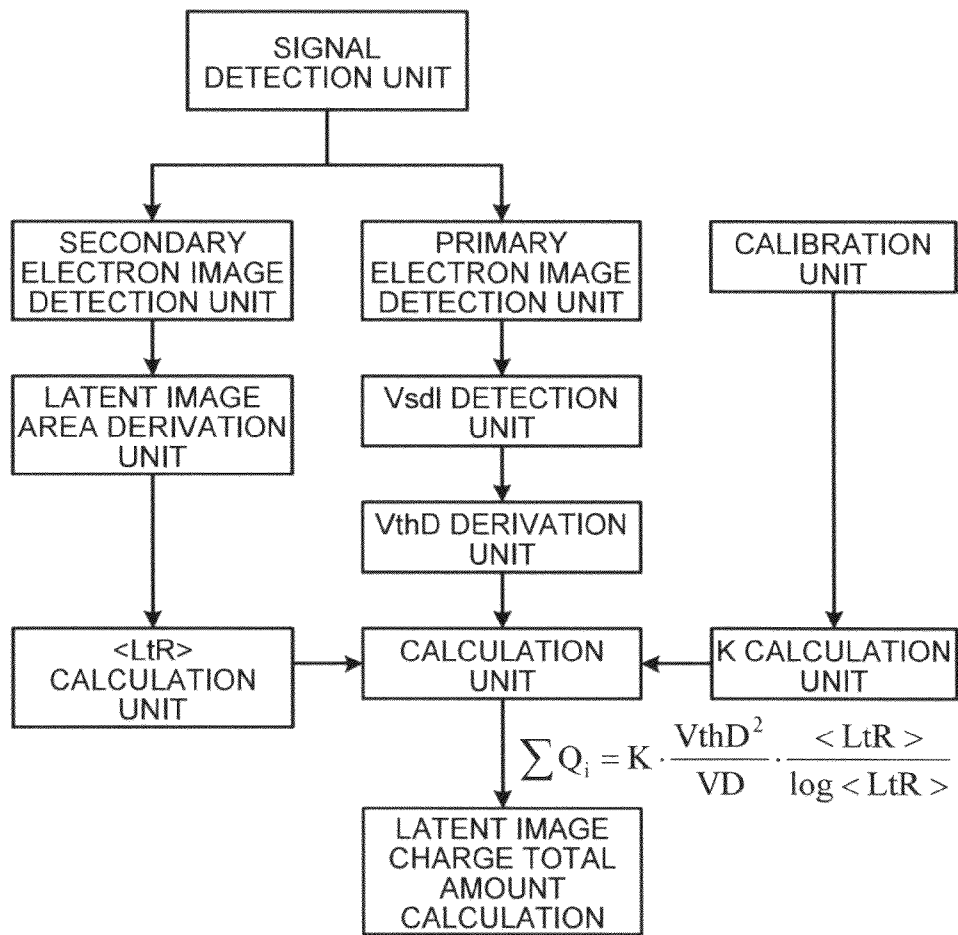 SIGNAL
DETECTION UNIT
SECONDARY
ELECTRON IMAGE
DETECTION UNIT
PRIMARY
ELECTRON IMAGE
DETECTION UNIT
CALIBRATION
UNIT
LATENT IMAGE
AREA DERIVATION
UNIT
Vsdl DETECTION
UNIT
VthD DERIVATION
UNIT
<LtR>
CALCULATION
UNIT
CALCULATION
UNIT
K CALCULATION
UNIT
∑Qᵢ = K · VthD²/VD · <LtR>/log <LtR>
LATENT IMAGE
CHARGE TOTAL
AMOUNT
CALCULATION